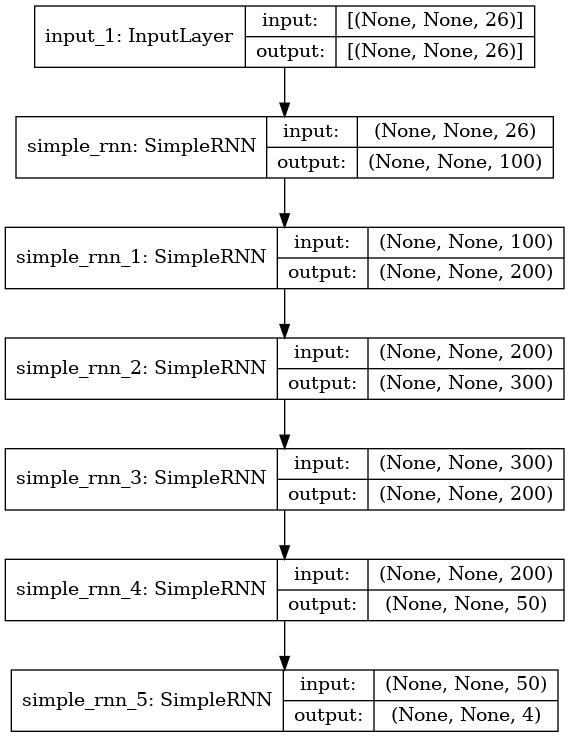 input_1: InputLayer
input: [(None, None, 26)]
output: [(None, None, 26)]
simple_rnn: SimpleRNN
input: (None, None, 26)
output: (None, None, 100)
simple_rnn_1: SimpleRNN
input: (None, None, 100)
output: (None, None, 200)
simple_rnn_2: SimpleRNN
input: (None, None, 200)
output: (None, None, 300)
simple_rnn_3: SimpleRNN
input: (None, None, 300)
output: (None, None, 200)
simple_rnn_4: SimpleRNN
input: (None, None, 200)
output: (None, None, 50)
simple_rnn_5: SimpleRNN
input: (None, None, 50)
output: (None, None, 4)